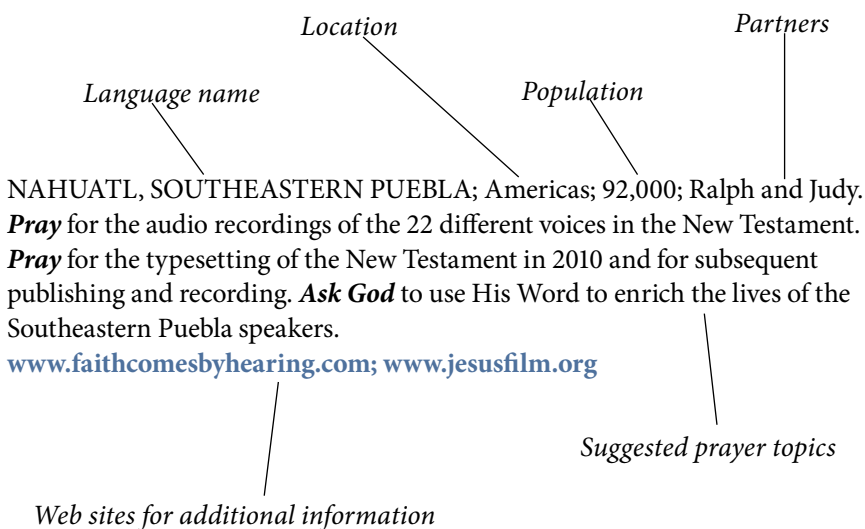 Location
Partners
Language name
Population
NAHUATL, SOUTHEASTERN PUEBLA; Americas; 92,000; Ralph and Judy.
Pray for the audio recordings of the 22 different voices in the New Testament.
Pray for the typesetting of the New Testament in 2010 and for subsequent
publishing and recording. Ask God to use His Word to enrich the lives of the
Southeastern Puebla speakers.
www.faithcomesbyhearing.com; www.jesusfilm.org
Suggested prayer topics
Web sites for additional information